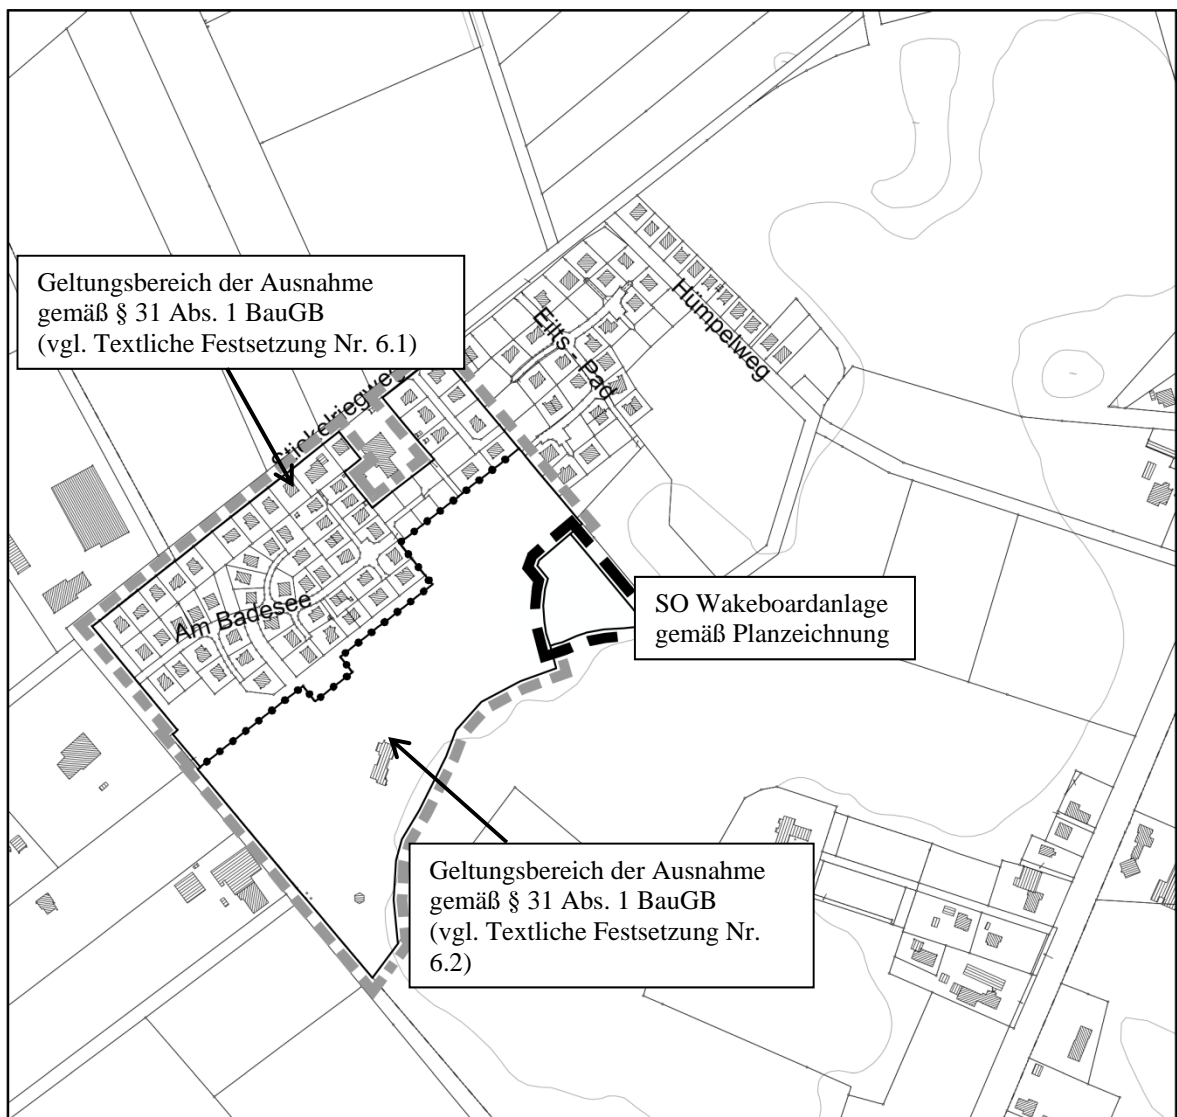 Geltungsbereich der Ausnahme
gemäß § 31 Abs. 1 BauGB
(vgl. Textliche Festsetzung Nr. 6.1)
Hümpelweg
Eilts - Pad
Am Badesee
SO Wakeboardanlage
gemäß Planzeichnung
Geltungsbereich der Ausnahme
gemäß § 31 Abs. 1 BauGB
(vgl. Textliche Festsetzung Nr.
6.2)